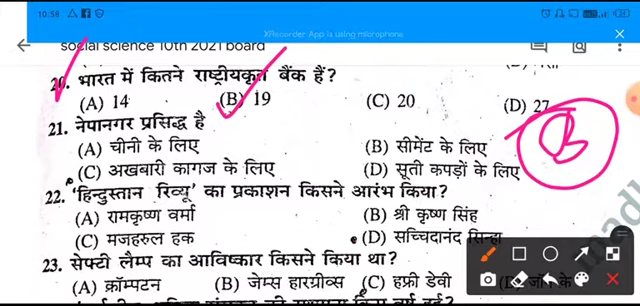 10:58
XRecorder App is using microphone
social science 10th 2021 board
20. भारत में कितने राष्ट्रीयकृत बैंक हैं?
(A) 14 (B) 19 (C) 20 (D) 27
21. नेपानगर प्रसिद्ध है
(A) चीनी के लिए (B) सीमेंट के लिए
(C) अखबारी कागज के लिए (D) सूती कपड़ों के लिए
B
22. 'हिन्दुस्तान रिव्यू' का प्रकाशन किसने आरंभ किया?
(A) रामकृष्ण वर्मा (B) श्री कृष्ण सिंह
(C) मजहरुल हक (D) सच्चिदानंद सिन्हा
23. सेफ्टी लैम्प का आविष्कार किसने किया था?
(A) क्रॉम्पटन (B) जेम्स हारग्रीव्स (C) हफ्री डेवी